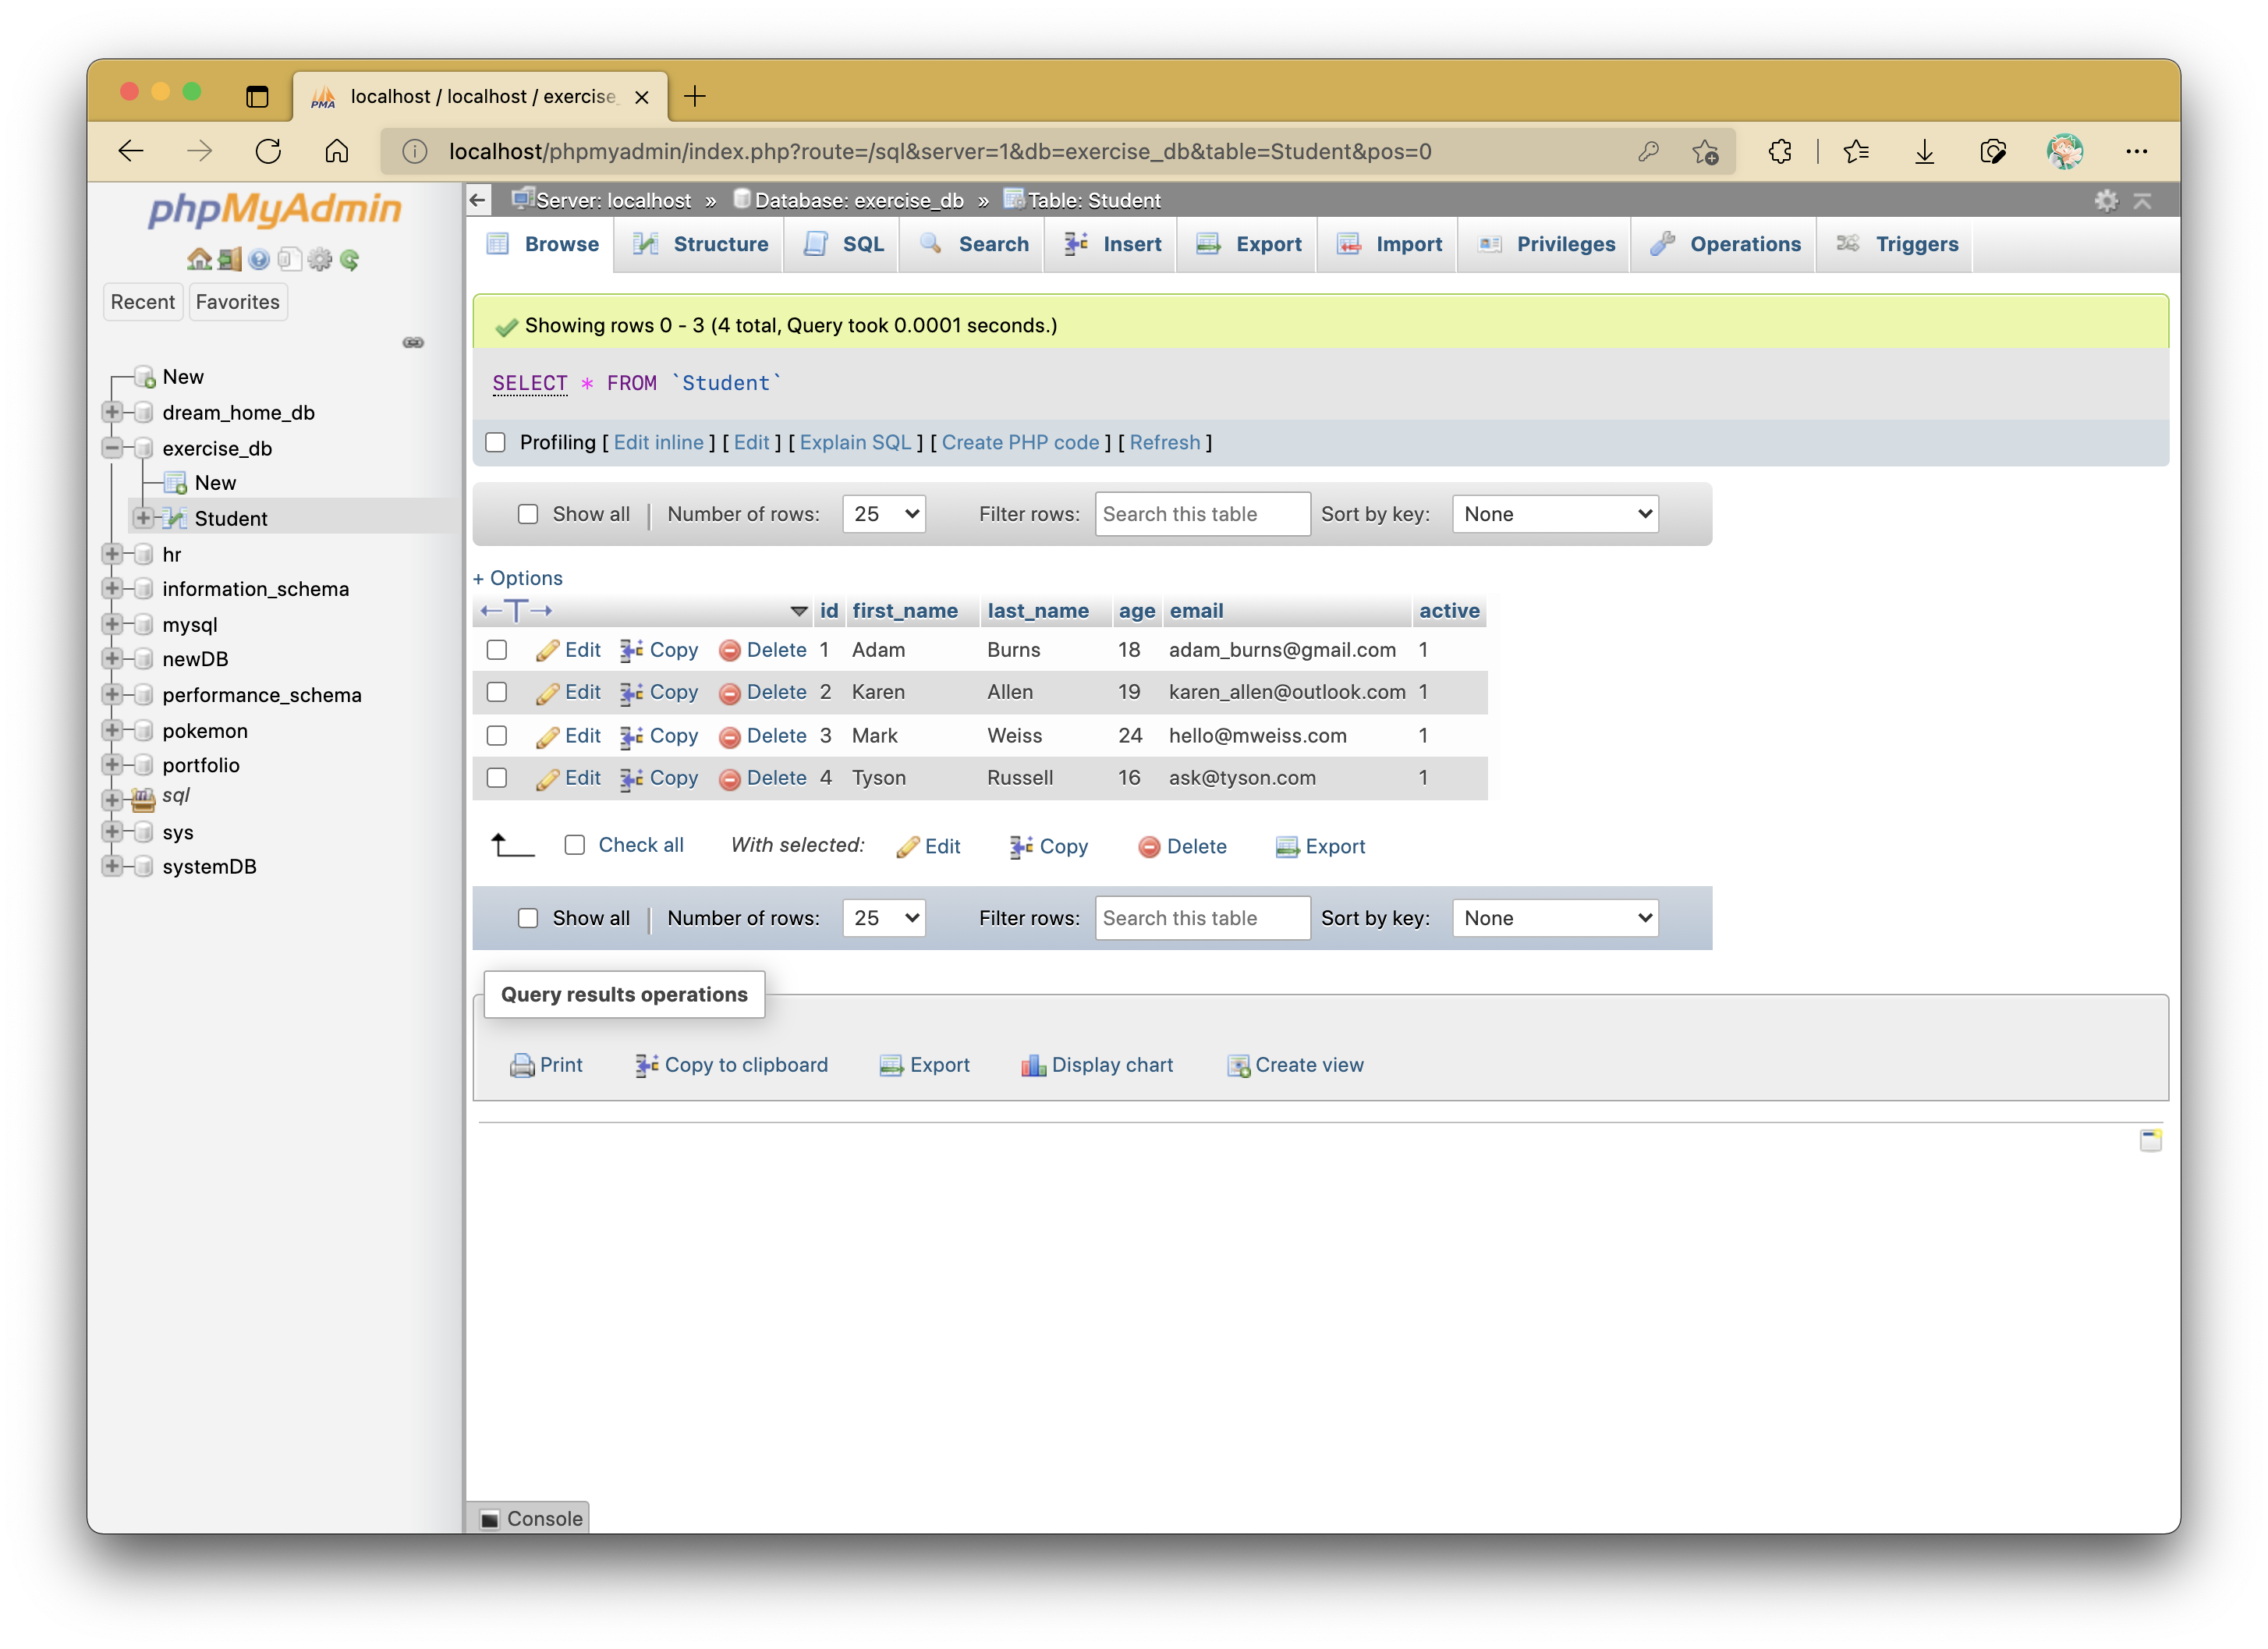 PMA localhost / localhost / exercise_
localhost/phpmyadmin/index.php?route=/sql&server=1&db=exercise_db&table=Student&pos=0
phpMyAdmin
Recent Favorites
New
dream_home_db
exercise_db
New
Student
hr
information_schema
mysql
newDB
performance_schema
pokemon
portfolio
sql
sys
systemDB
Server: localhost » Database: exercise_db » Table: Student
Browse Structure SQL Search Insert Export Import Privileges Operations Triggers
Showing rows 0 - 3 (4 total, Query took 0.0001 seconds.)
SELECT * FROM `Student`
Profiling [ Edit inline ] [ Edit ] [ Explain SQL ] [ Create PHP code ] [ Refresh ]
Show all | Number of rows: 25 Filter rows: Search this table Sort by key: None
+ Options
←T→ id first_name last_name age email active
Edit Copy Delete 1 Adam Burns 18 adam_burns@gmail.com 1
Edit Copy Delete 2 Karen Allen 19 karen_allen@outlook.com 1
Edit Copy Delete 3 Mark Weiss 24 hello@mweiss.com 1
Edit Copy Delete 4 Tyson Russell 16 ask@tyson.com 1
Check all With selected: Edit Copy Delete Export
Show all | Number of rows: 25 Filter rows: Search this table Sort by key: None
Query results operations
Print Copy to clipboard Export Display chart Create view
Console